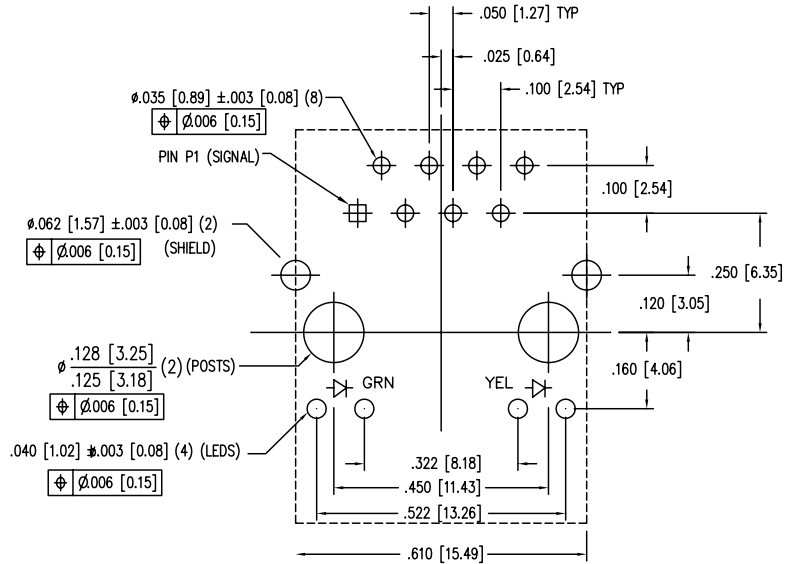 .050 [1.27] TYP
.025 [0.64]
.100 [2.54] TYP
ø.035 [0.89] ±.003 [0.08] (8)
⌖ Ø.006 [0.15]
PIN P1 (SIGNAL)
.100 [2.54]
ø.062 [1.57] ±.003 [0.08] (2)
(SHIELD)
⌖ Ø.006 [0.15]
.250 [6.35]
.120 [3.05]
ø .128 [3.25]
.125 [3.18]
(2) (POSTS)
⌖ Ø.006 [0.15]
.160 [4.06]
GRN
YEL
.040 [1.02] ±.003 [0.08] (4) (LEDS)
⌖ Ø.006 [0.15]
.322 [8.18]
.450 [11.43]
.522 [13.26]
.610 [15.49]